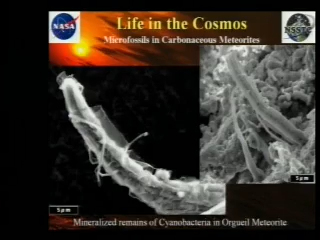 NASA
Life in the Cosmos
NSSTC
Microfossils in Carbonaceous Meteorites
5 µm
5 µm
Mineralized remains of Cyanobacteria in Orgueil Meteorite